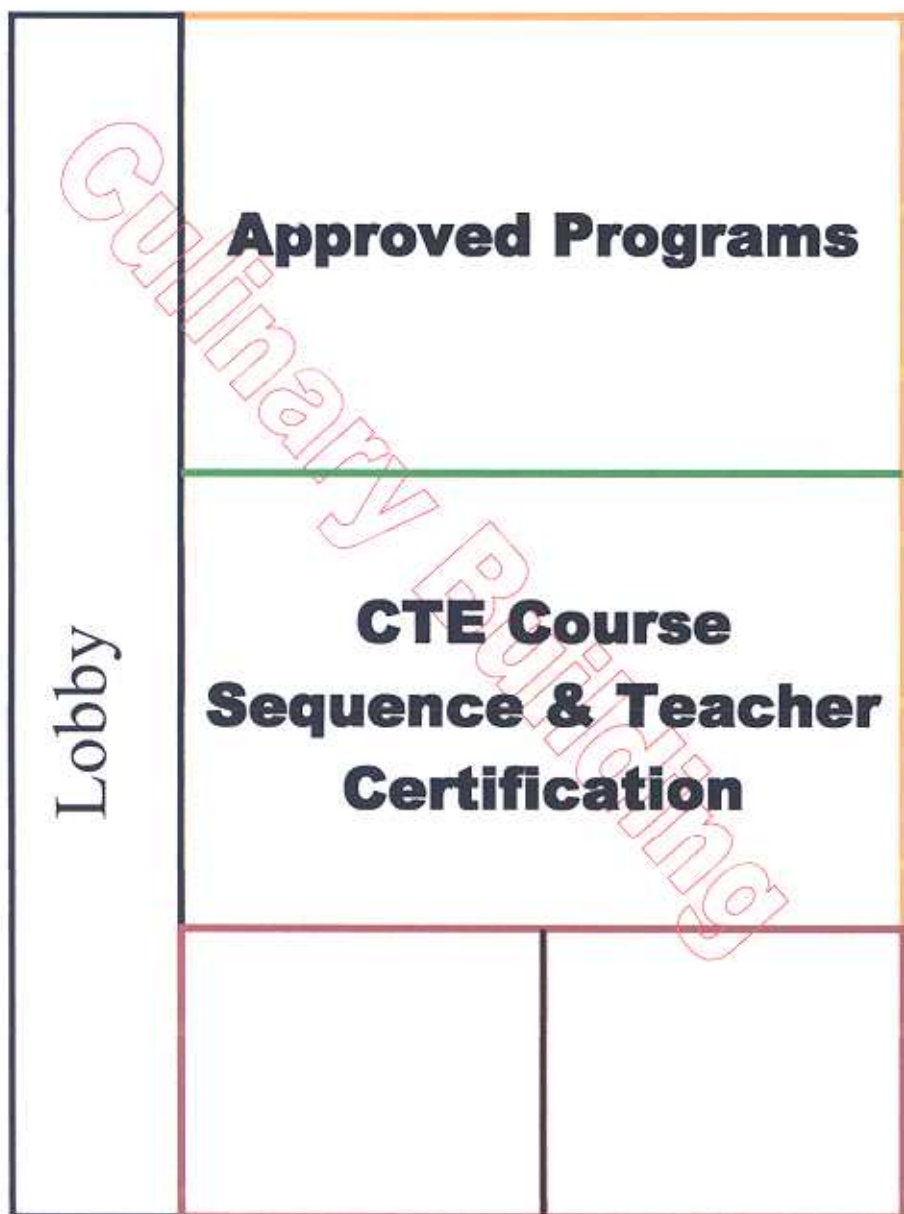 Culinary Building
Approved Programs
Lobby
CTE Course
Sequence & Teacher
Certification